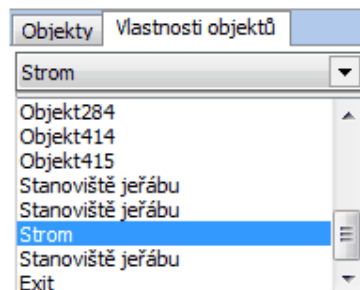 Objekty Vlastnosti objektů
Strom
Objekt284
Objekt414
Objekt415
Stanoviště jeřábu
Stanoviště jeřábu
Strom
Stanoviště jeřábu
Exit